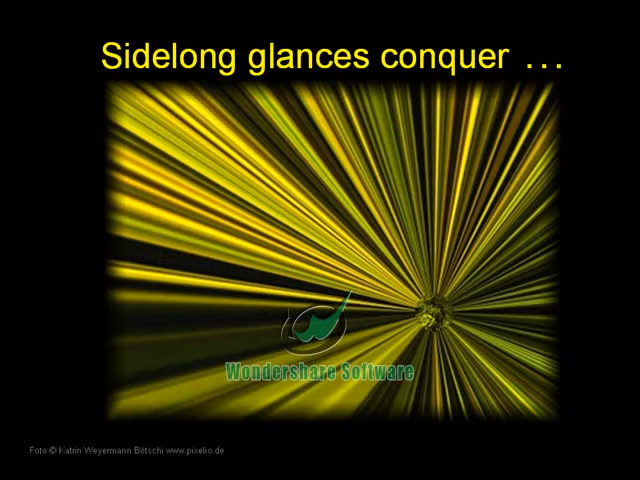 Sidelong glances conquer …
Wondershare Software
Foto © Katrin Weyermann Bötschi www.pixelio.de